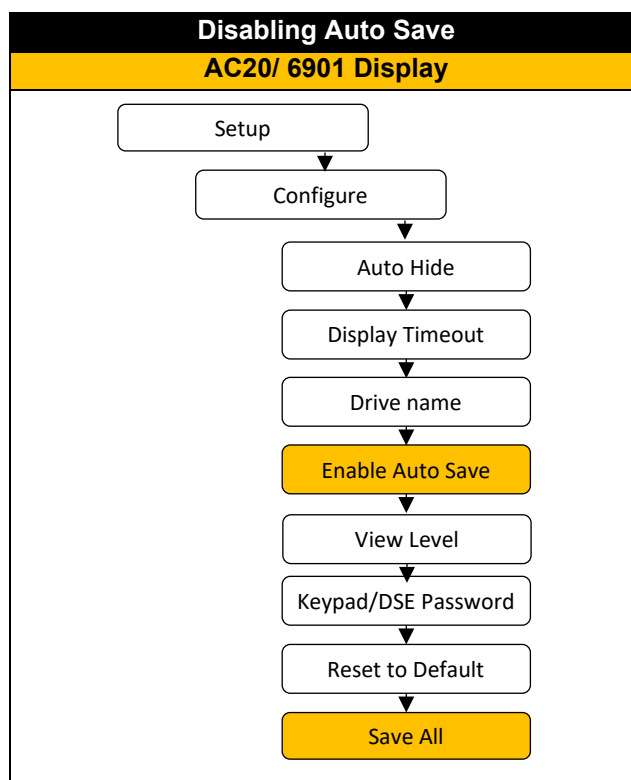 Disabling Auto Save
AC20/ 6901 Display
Setup
Configure
Auto Hide
Display Timeout
Drive name
Enable Auto Save
View Level
Keypad/DSE Password
Reset to Default
Save All